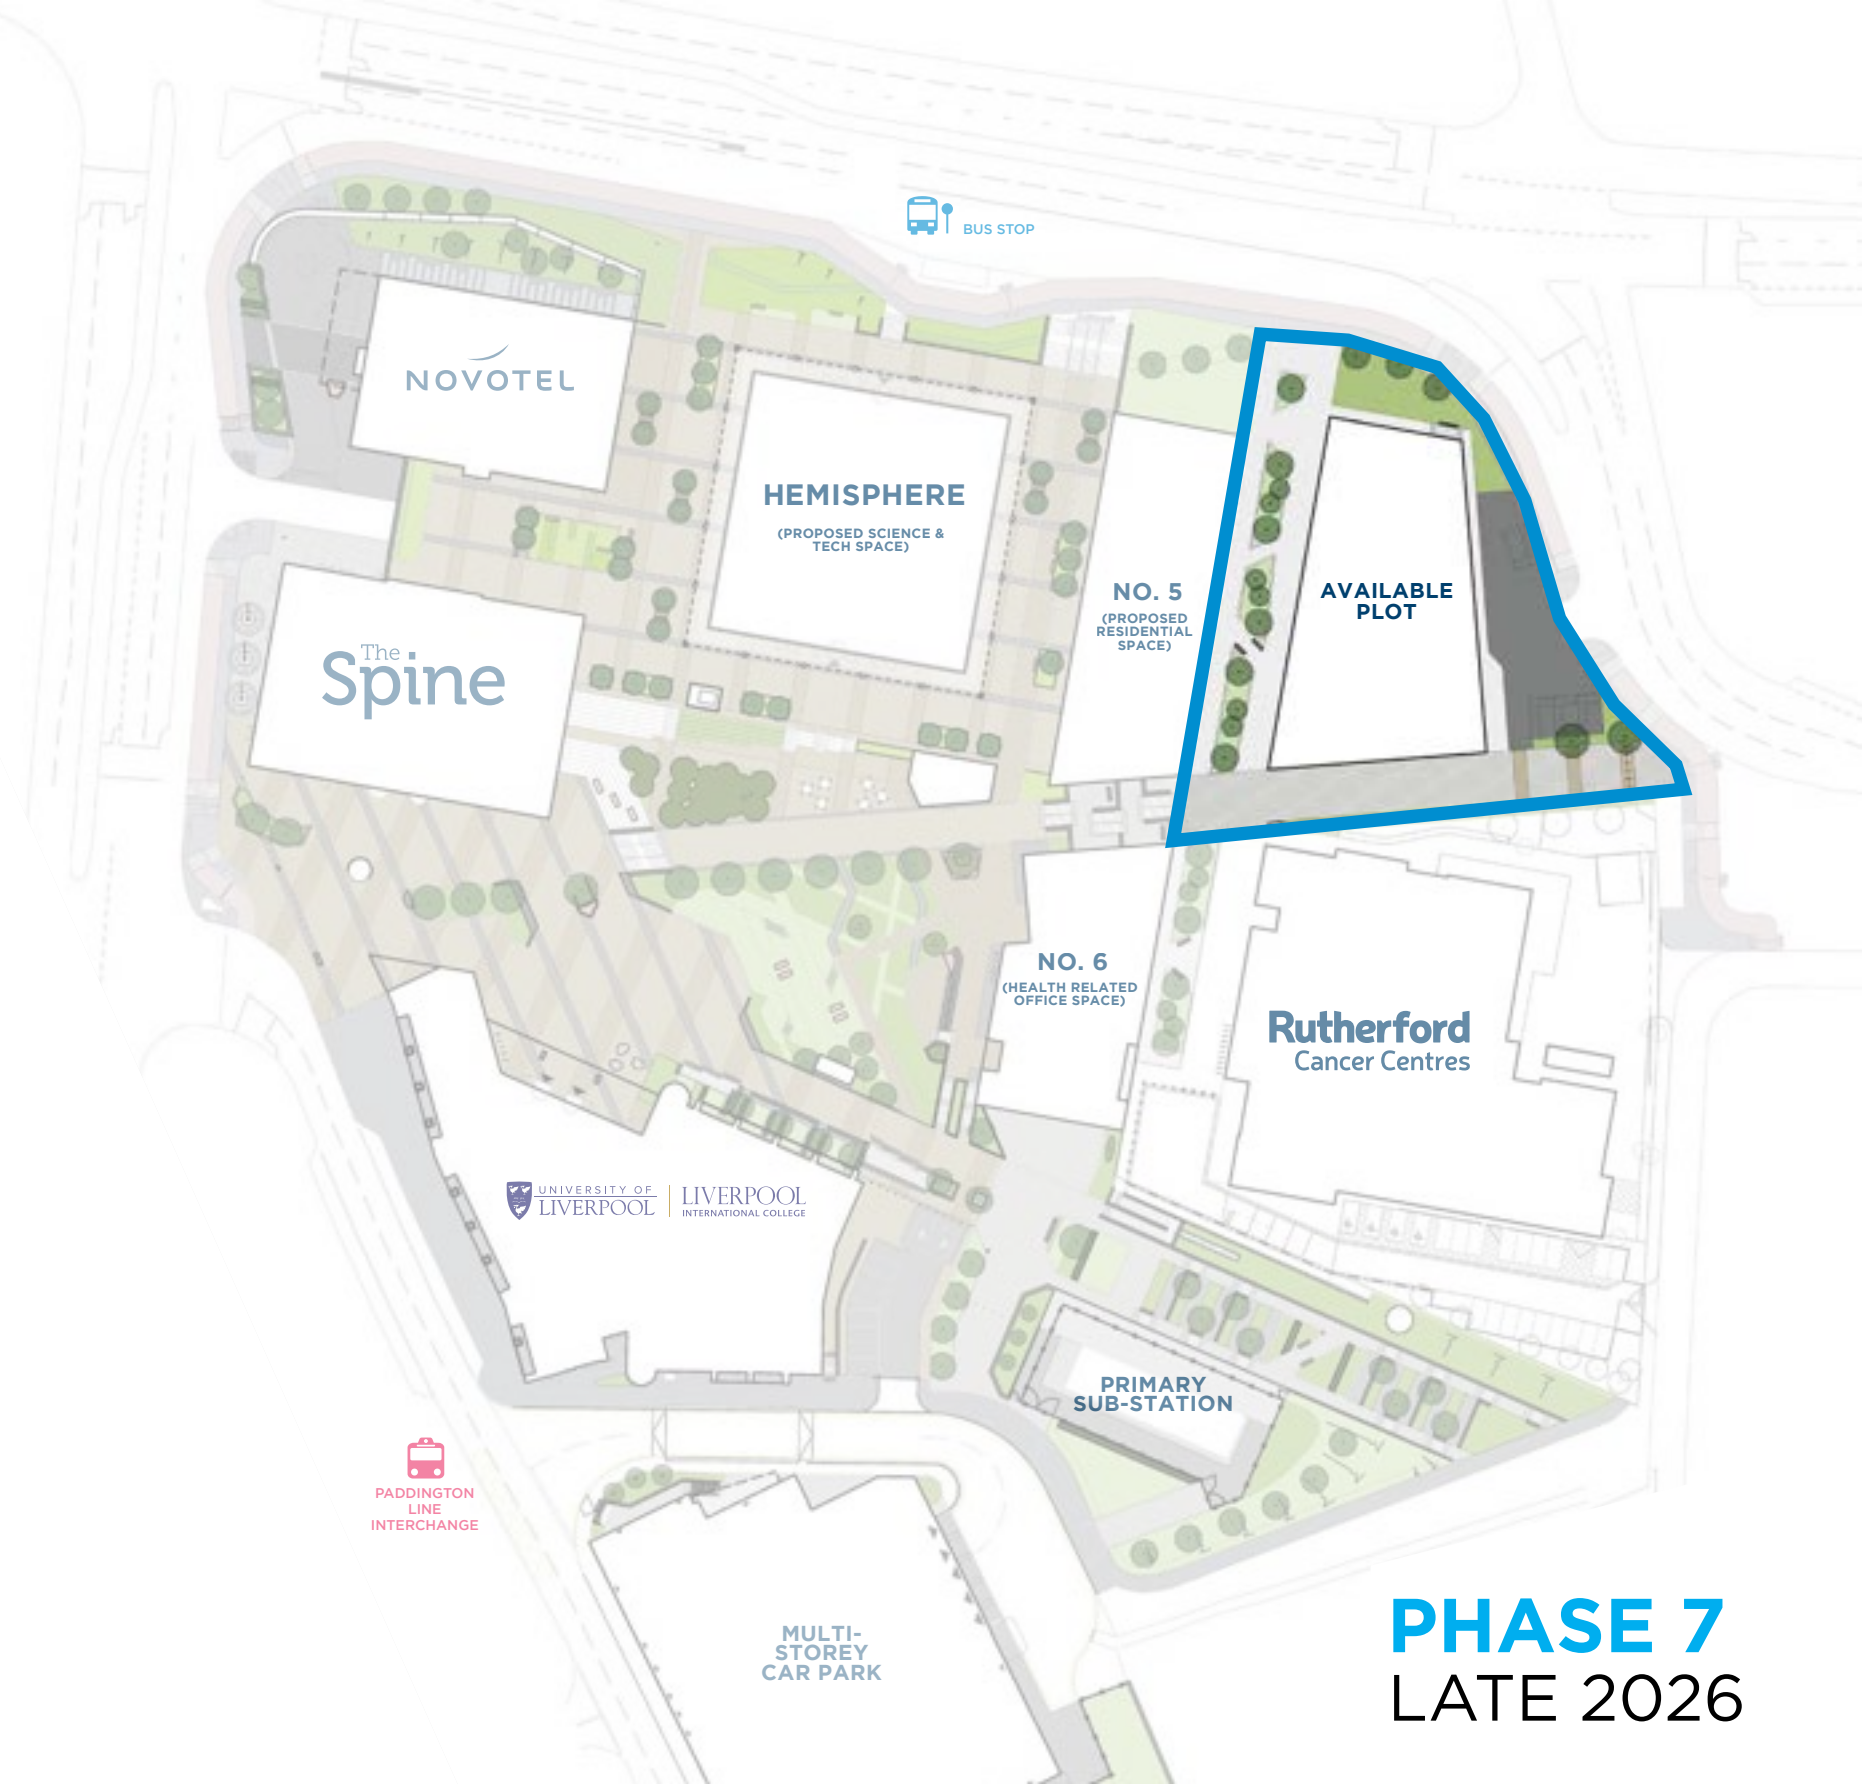 BUS STOP
NOVOTEL
HEMISPHERE
(PROPOSED SCIENCE &
TECH SPACE)
NO. 5
(PROPOSED
RESIDENTIAL
SPACE)
AVAILABLE
PLOT
The
Spine
NO. 6
(HEALTH RELATED
OFFICE SPACE)
Rutherford
Cancer Centres
UNIVERSITY OF
LIVERPOOL
LIVERPOOL
INTERNATIONAL COLLEGE
PRIMARY
SUB-STATION
PADDINGTON
LINE
INTERCHANGE
MULTI-
STOREY
CAR PARK
PHASE 7
LATE 2026